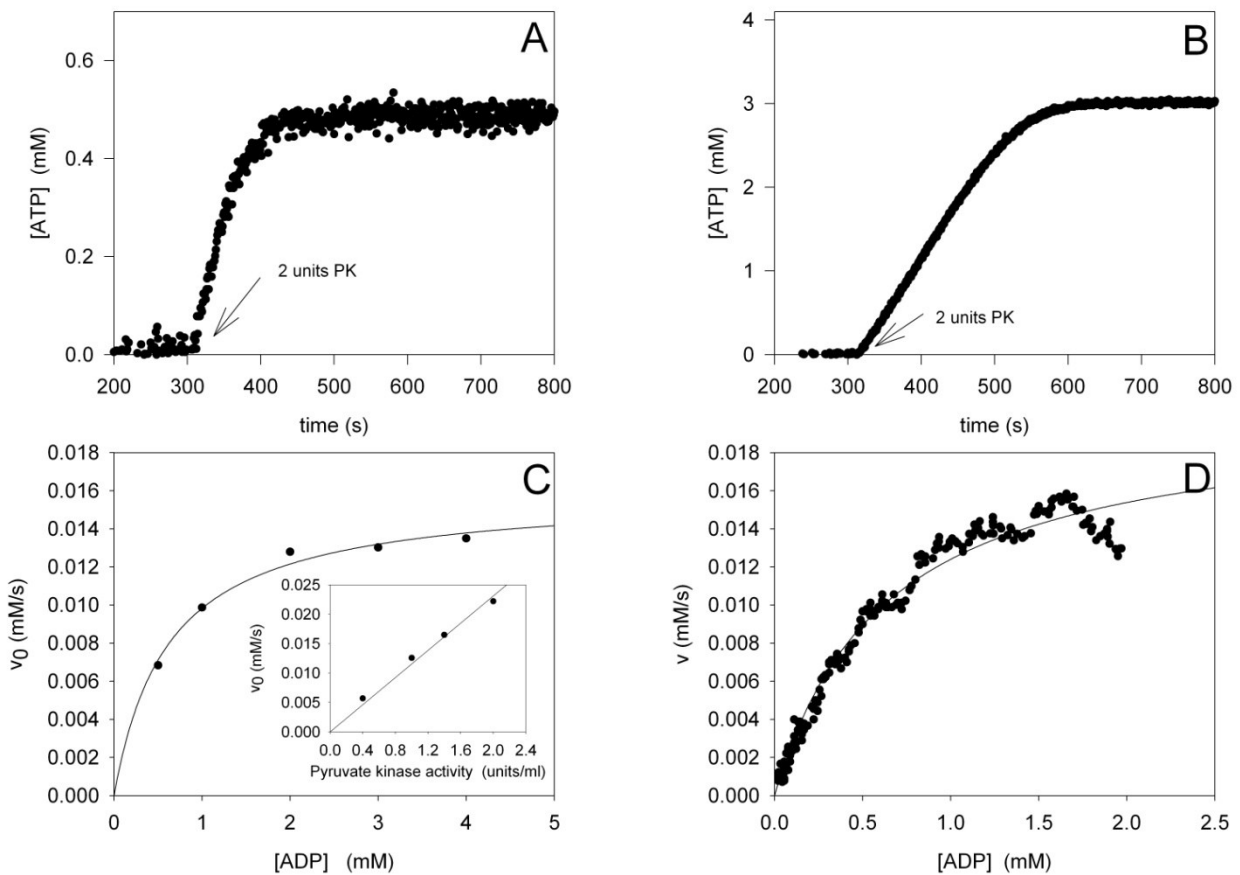 A
0.6
0.4
0.2
0.0
[ATP] (mM)
2 units PK
200 300 400 500 600 700 800
time (s)
B
4
3
2
1
0
[ATP] (mM)
2 units PK
200 300 400 500 600 700 800
time (s)
C
0.018
0.016
0.014
0.012
0.010
0.008
0.006
0.004
0.002
0.000
v0 (mM/s)
0 1 2 3 4 5
[ADP] (mM)
0.025
0.020
0.015
0.010
0.005
0.000
v0 (mM/s)
0.0 0.4 0.8 1.2 1.6 2.0 2.4
Pyruvate kinase activity (units/ml)
D
0.018
0.016
0.014
0.012
0.010
0.008
0.006
0.004
0.002
0.000
v (mM/s)
0.0 0.5 1.0 1.5 2.0 2.5
[ADP] (mM)